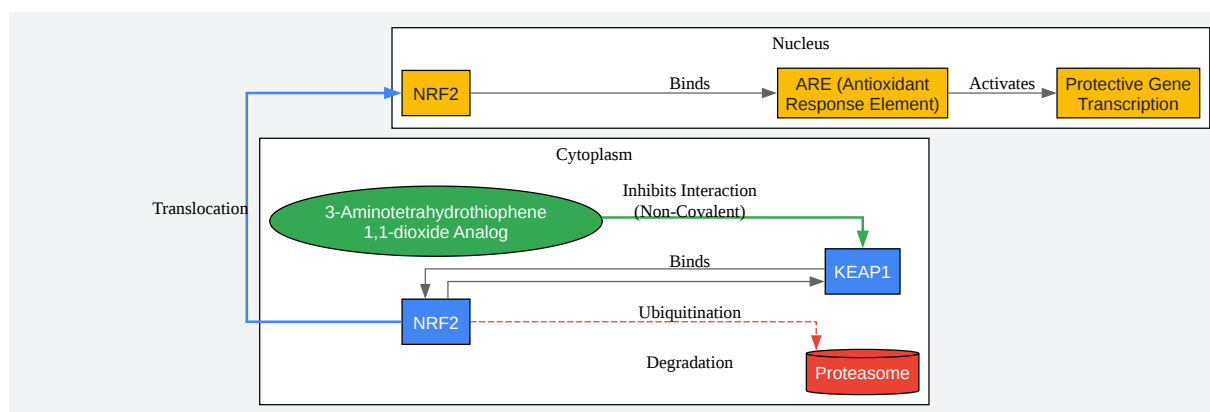 Nucleus
NRF2
Binds
ARE (Antioxidant
Response Element)
Activates
Protective Gene
Transcription
Cytoplasm
Translocation
3-Aminotetrahydrothiophene
1,1-dioxide Analog
Inhibits Interaction
(Non-Covalent)
Binds
KEAP1
NRF2
Ubiquitination
Degradation
Proteasome